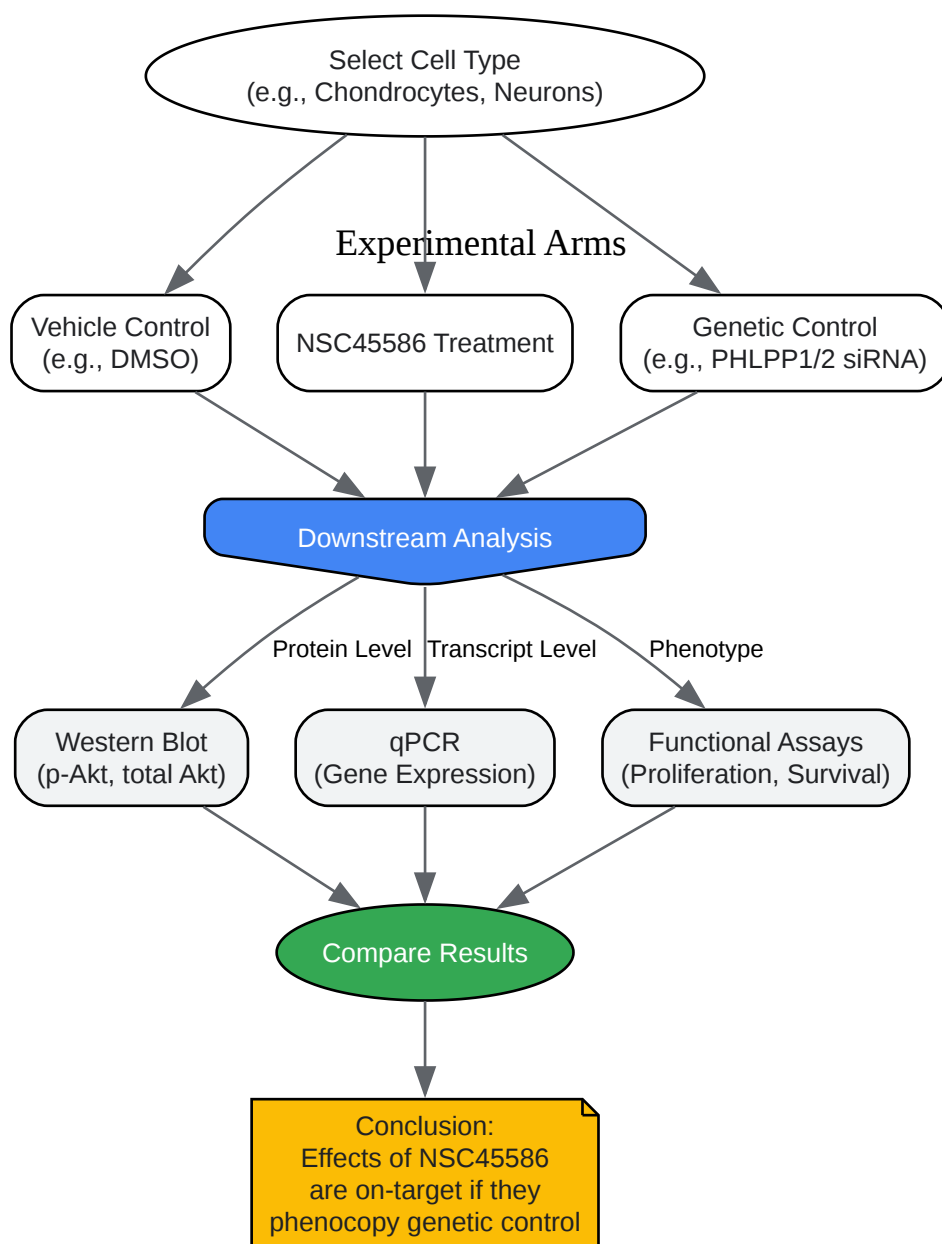 Select Cell Type
(e.g., Chondrocytes, Neurons)
Experimental Arms
Vehicle Control
(e.g., DMSO)
NSC45586 Treatment
Genetic Control
(e.g., PHLPP1/2 siRNA)
Downstream Analysis
Protein Level
Transcript Level
Phenotype
Western Blot
(p-Akt, total Akt)
qPCR
(Gene Expression)
Functional Assays
(Proliferation, Survival)
Compare Results
Conclusion:
Effects of NSC45586
are on-target if they
phenocopy genetic control